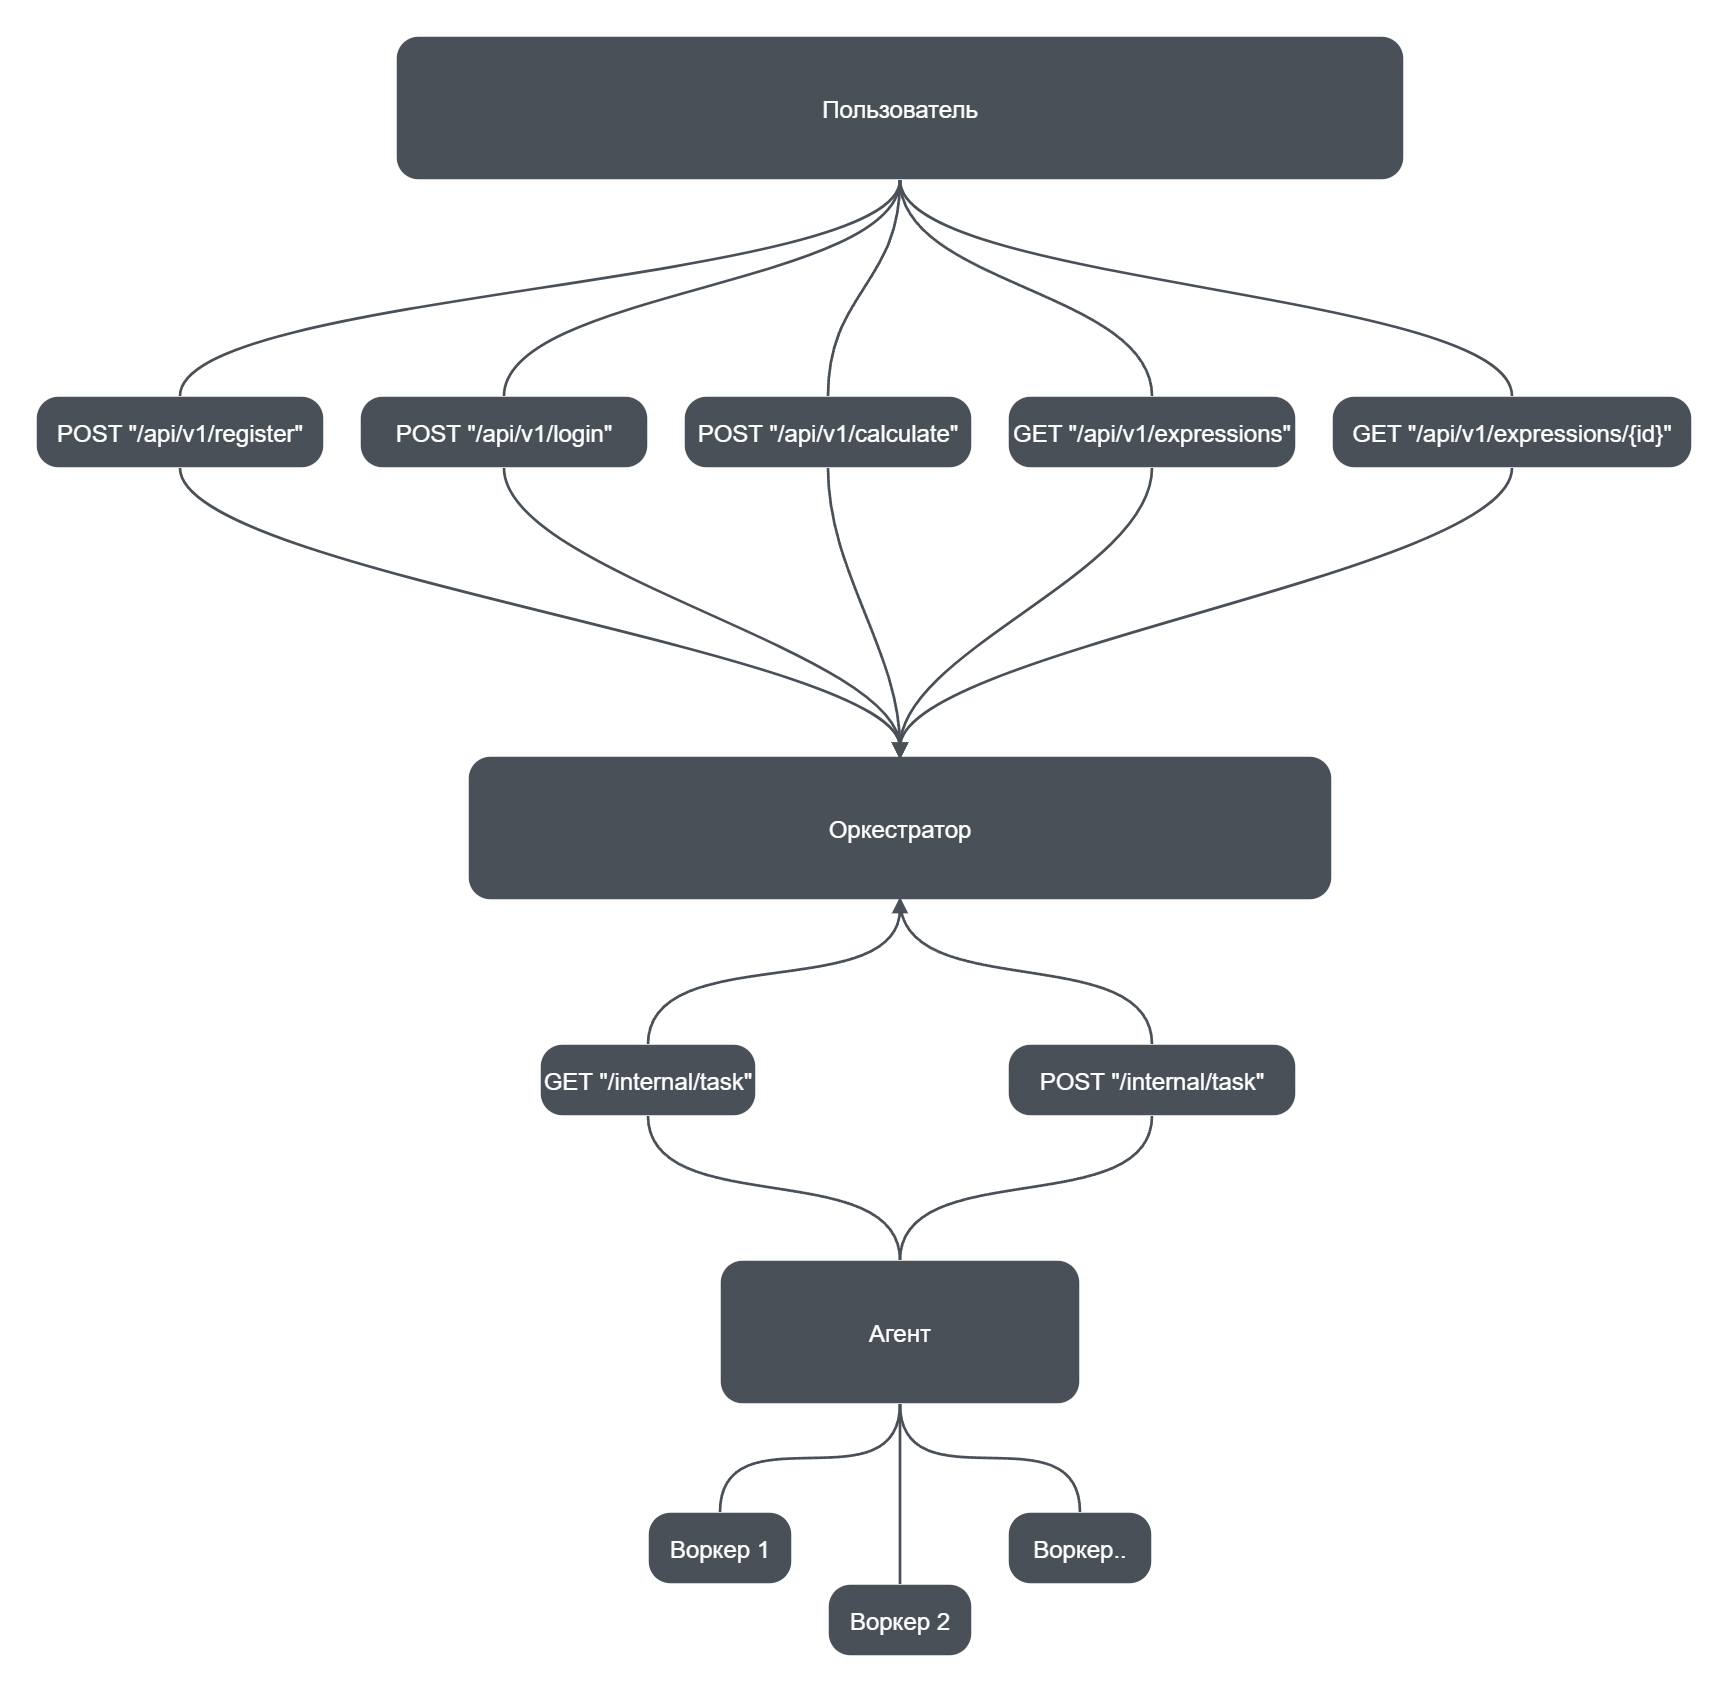 Пользователь
POST "/api/v1/register"
POST "/api/v1/login"
POST "/api/v1/calculate"
GET "/api/v1/expressions"
GET "/api/v1/expressions/{id}"
Оркестратор
GET "/internal/task"
POST "/internal/task"
Агент
Воркер 1
Воркер..
Воркер 2